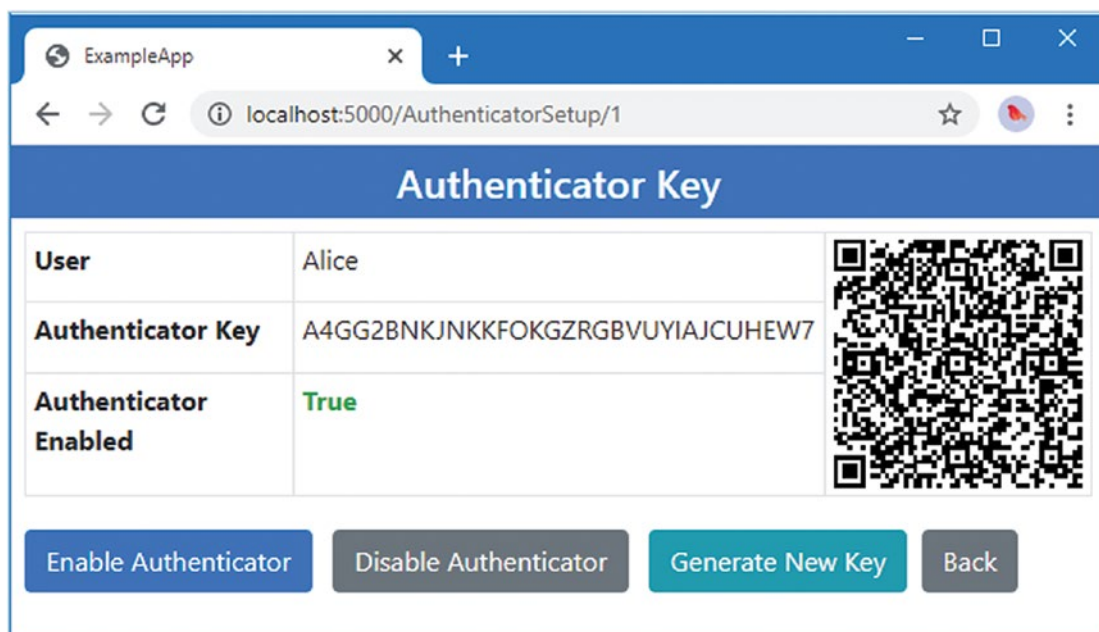 ExampleApp
localhost:5000/AuthenticatorSetup/1
Authenticator Key
User Alice
Authenticator Key A4GG2BNKJNKKFOKGZRGBVUYIAJCUHEW7
Authenticator True
Enabled
Enable Authenticator Disable Authenticator Generate New Key Back